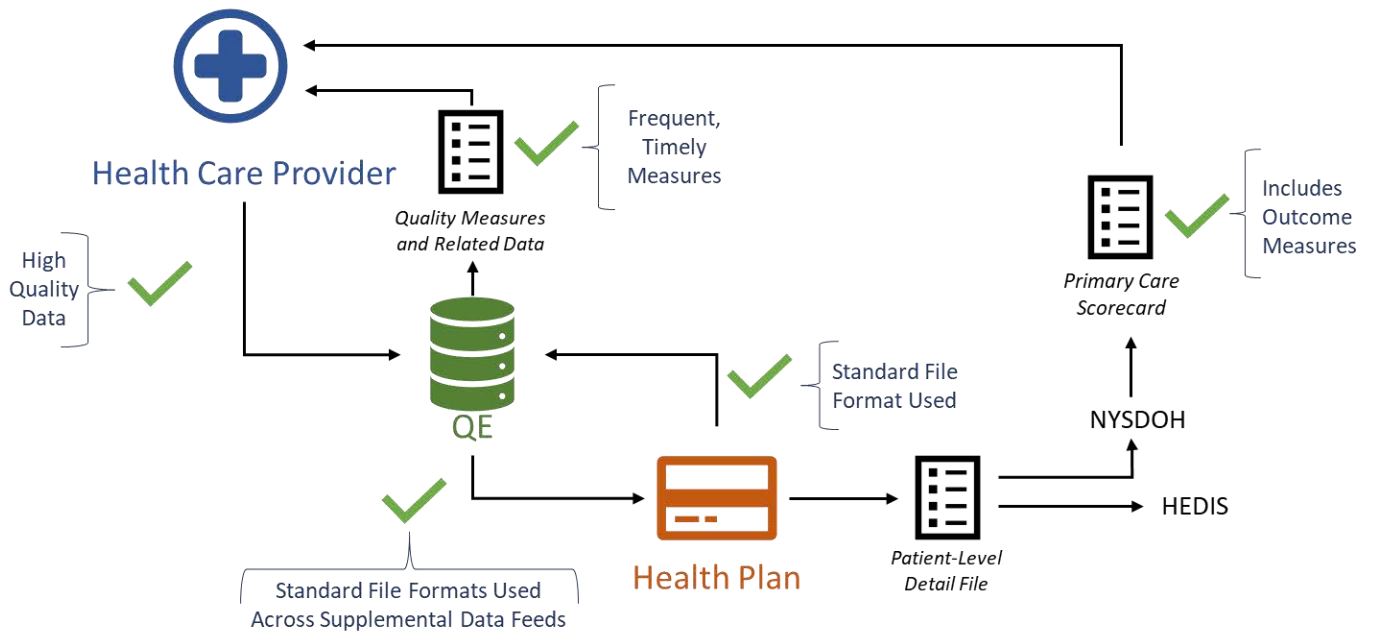 Health Care Provider
Frequent,
Timely
Measures
Quality Measures
and Related Data
Includes
Outcome
Measures
Primary Care
Scorecard
High
Quality
Data
Standard File
Format Used
QE
NYSDOH
HEDIS
Health Plan
Patient-Level
Detail File
Standard File Formats Used
Across Supplemental Data Feeds